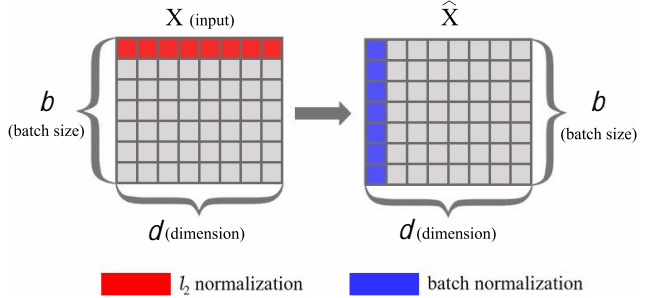 X (input)
X̂
b
(batch size)
b
(batch size)
d (dimension)
d (dimension)
l₂ normalization
batch normalization